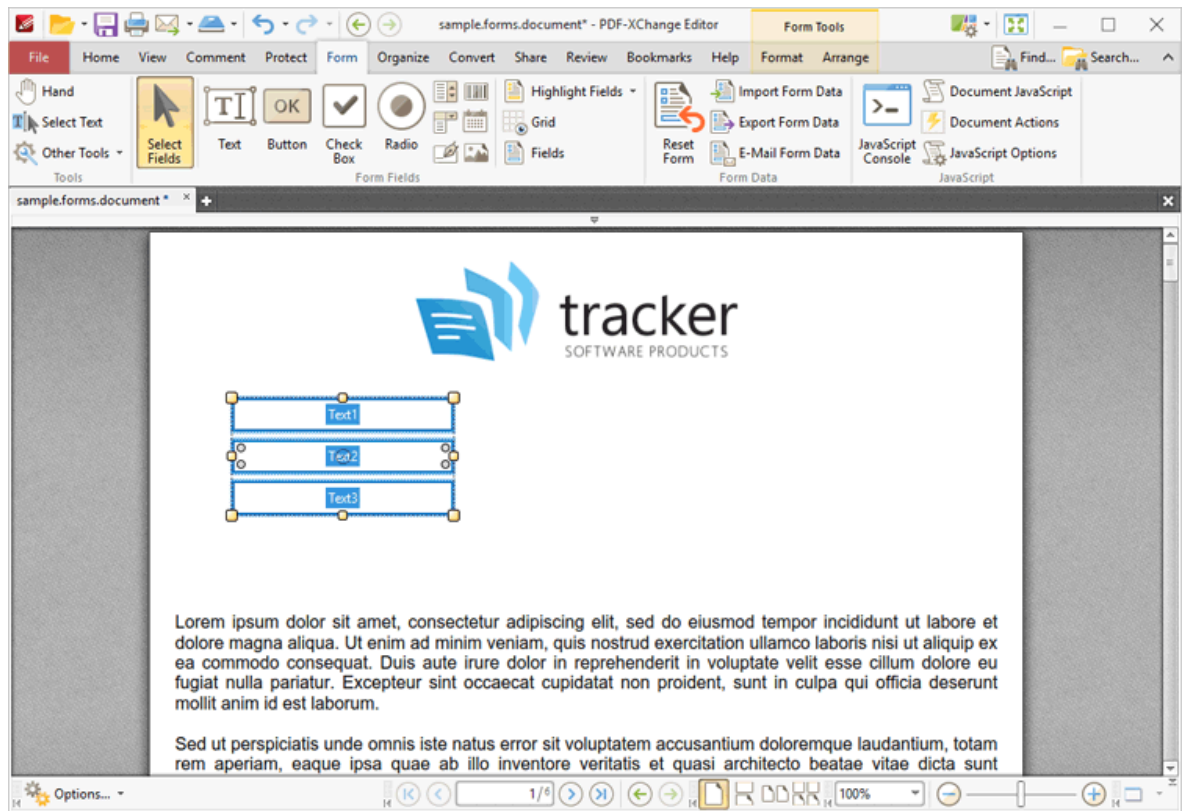 sample.forms.document* - PDF-XChange Editor
Form Tools
File Home View Comment Protect Form Organize Convert Share Review Bookmarks Help Format Arrange Find... Search...
Hand
Select Text
Other Tools
Tools
Select Fields
Text
Button
OK
Check Box
Radio
Highlight Fields
Grid
Fields
Form Fields
Reset Form
Import Form Data
Export Form Data
E-Mail Form Data
Form Data
JavaScript Console
Document JavaScript
Document Actions
JavaScript Options
JavaScript
sample.forms.document *
tracker
SOFTWARE PRODUCTS
Text1
Text2
Text3
Lorem ipsum dolor sit amet, consectetur adipiscing elit, sed do eiusmod tempor incididunt ut labore et
dolore magna aliqua. Ut enim ad minim veniam, quis nostrud exercitation ullamco laboris nisi ut aliquip ex
ea commodo consequat. Duis aute irure dolor in reprehenderit in voluptate velit esse cillum dolore eu
fugiat nulla pariatur. Excepteur sint occaecat cupidatat non proident, sunt in culpa qui officia deserunt
mollit anim id est laborum.
Sed ut perspiciatis unde omnis iste natus error sit voluptatem accusantium doloremque laudantium, totam
rem aperiam, eaque ipsa quae ab illo inventore veritatis et quasi architecto beatae vitae dicta sunt
Options... 1/6 100%